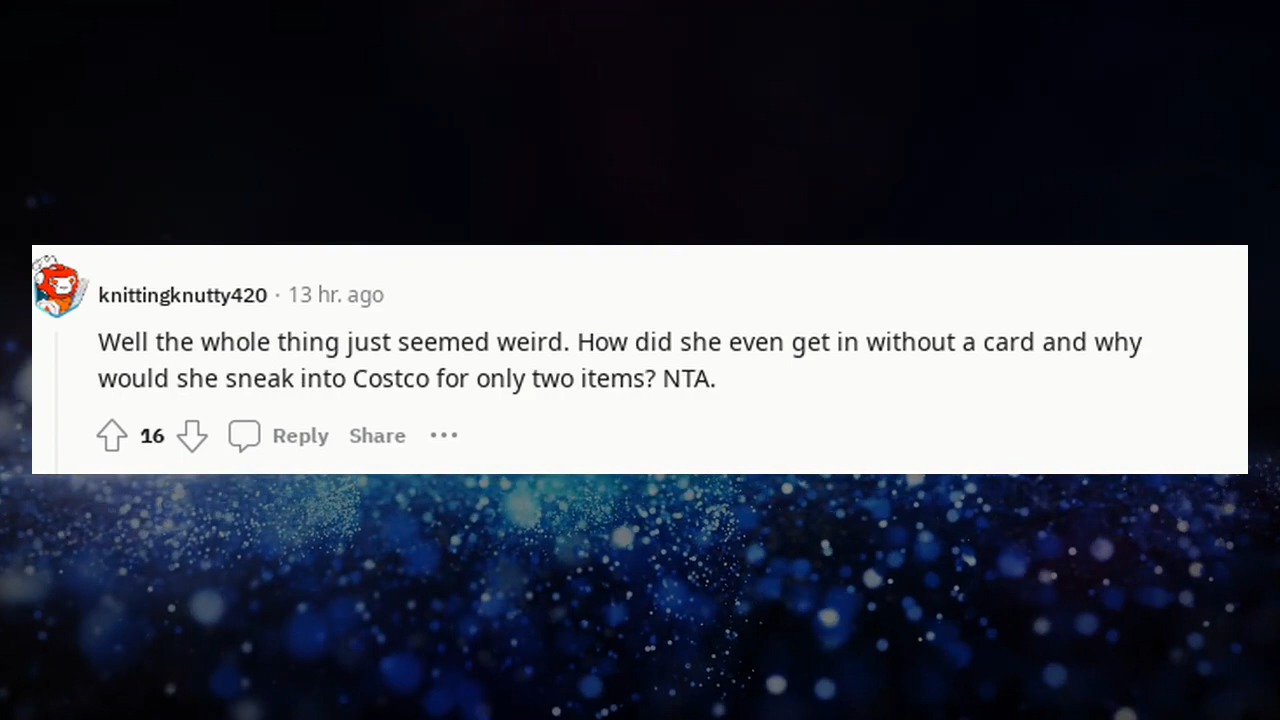 knittingknutty420 · 13 hr. ago
Well the whole thing just seemed weird. How did she even get in without a card and why
would she sneak into Costco for only two items? NTA.
16 Reply Share ···